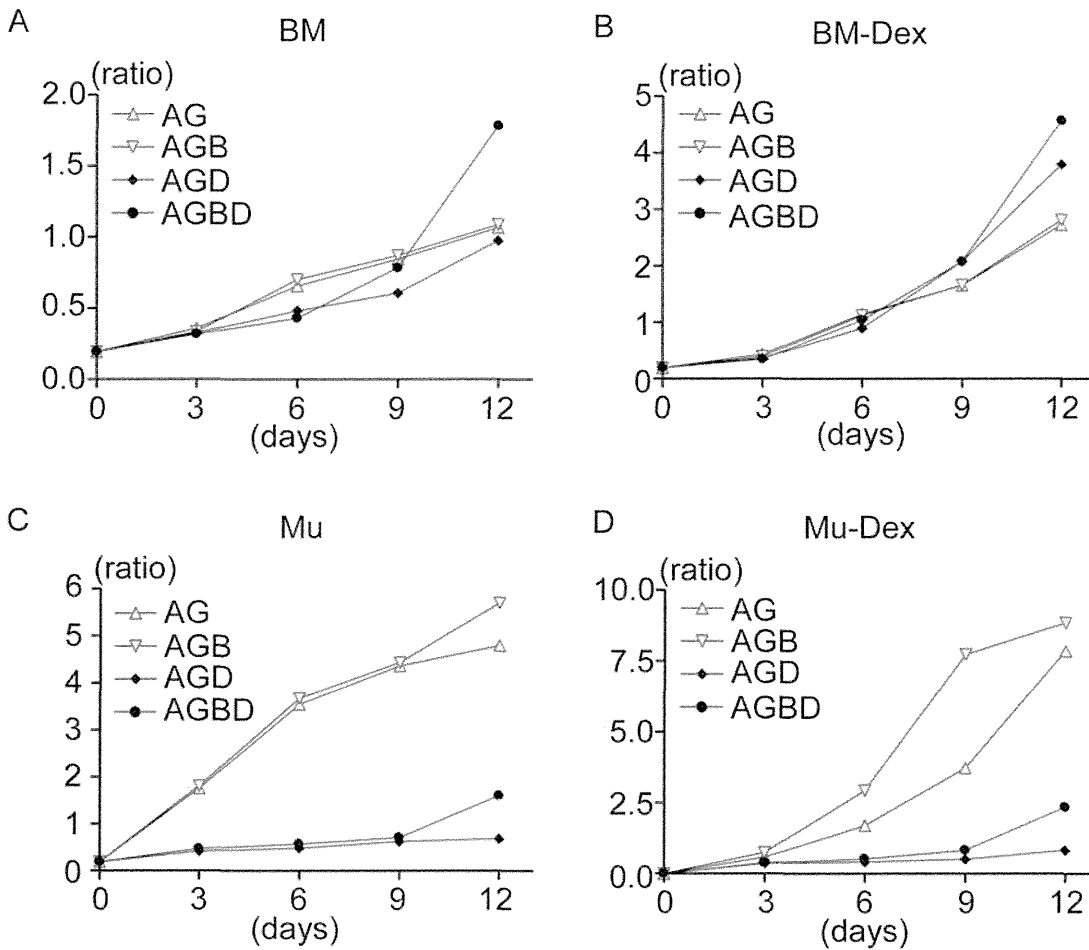 A
BM
(ratio)
2.0
1.5
1.0
0.5
0.0
AG
AGB
AGD
AGBD
0 3 6 9 12
(days)
B
BM-Dex
(ratio)
5
4
3
2
1
0
AG
AGB
AGD
AGBD
0 3 6 9 12
(days)
C
Mu
(ratio)
6
5
4
3
2
1
0
AG
AGB
AGD
AGBD
0 3 6 9 12
(days)
D
Mu-Dex
(ratio)
10.0
7.5
5.0
2.5
0.0
AG
AGB
AGD
AGBD
0 3 6 9 12
(days)